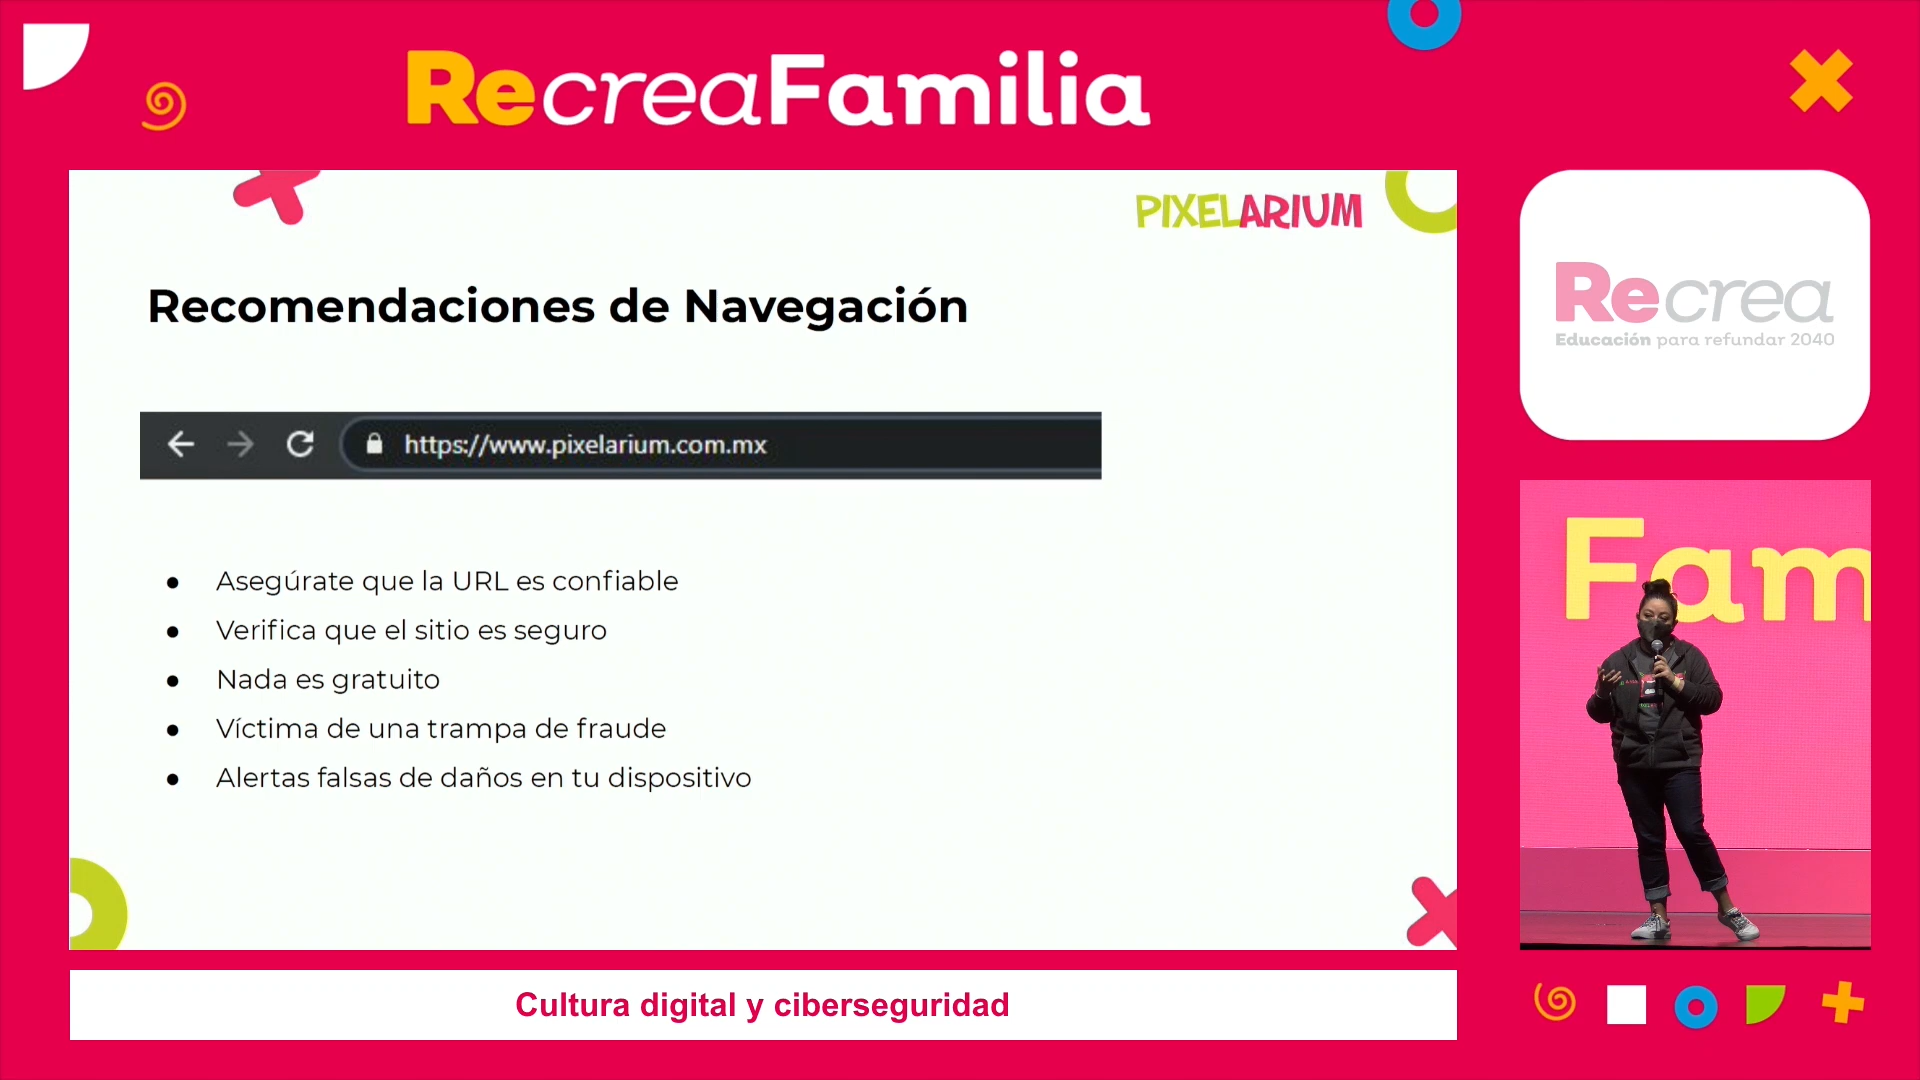 RecreaFamilia
PIXELARIUM
Recomendaciones de Navegación
https://www.pixelarium.com.mx
● Asegúrate que la URL es confiable
● Verifica que el sitio es seguro
● Nada es gratuito
● Víctima de una trampa de fraude
● Alertas falsas de daños en tu dispositivo
Recrea
Educación para refundar 2040
Fam
Cultura digital y ciberseguridad